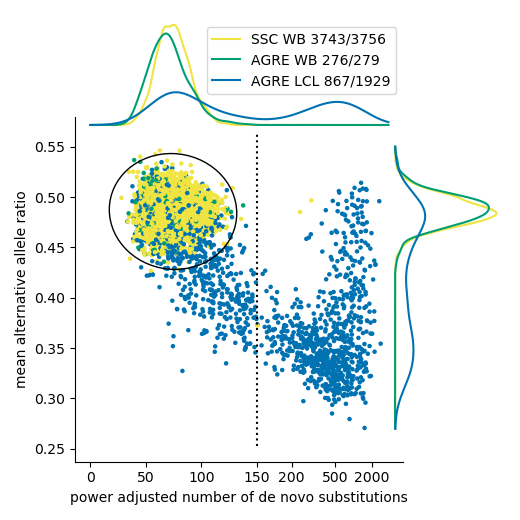 SSC WB 3743/3756
AGRE WB 276/279
AGRE LCL 867/1929
mean alternative allele ratio
0.55
0.50
0.45
0.40
0.35
0.30
0.25
0 50 100 150 200 500 2000
power adjusted number of de novo substitutions